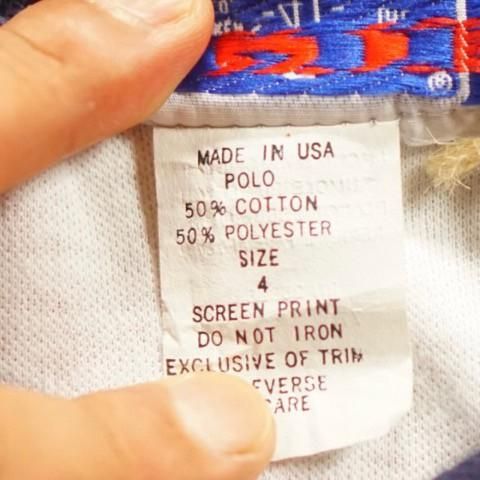 MADE IN USA
POLO
50% COTTON
50% POLYESTER
SIZE
4
SCREEN PRINT
DO NOT IRON
EXCLUSIVE OF TRIM
EVERSE
CARE